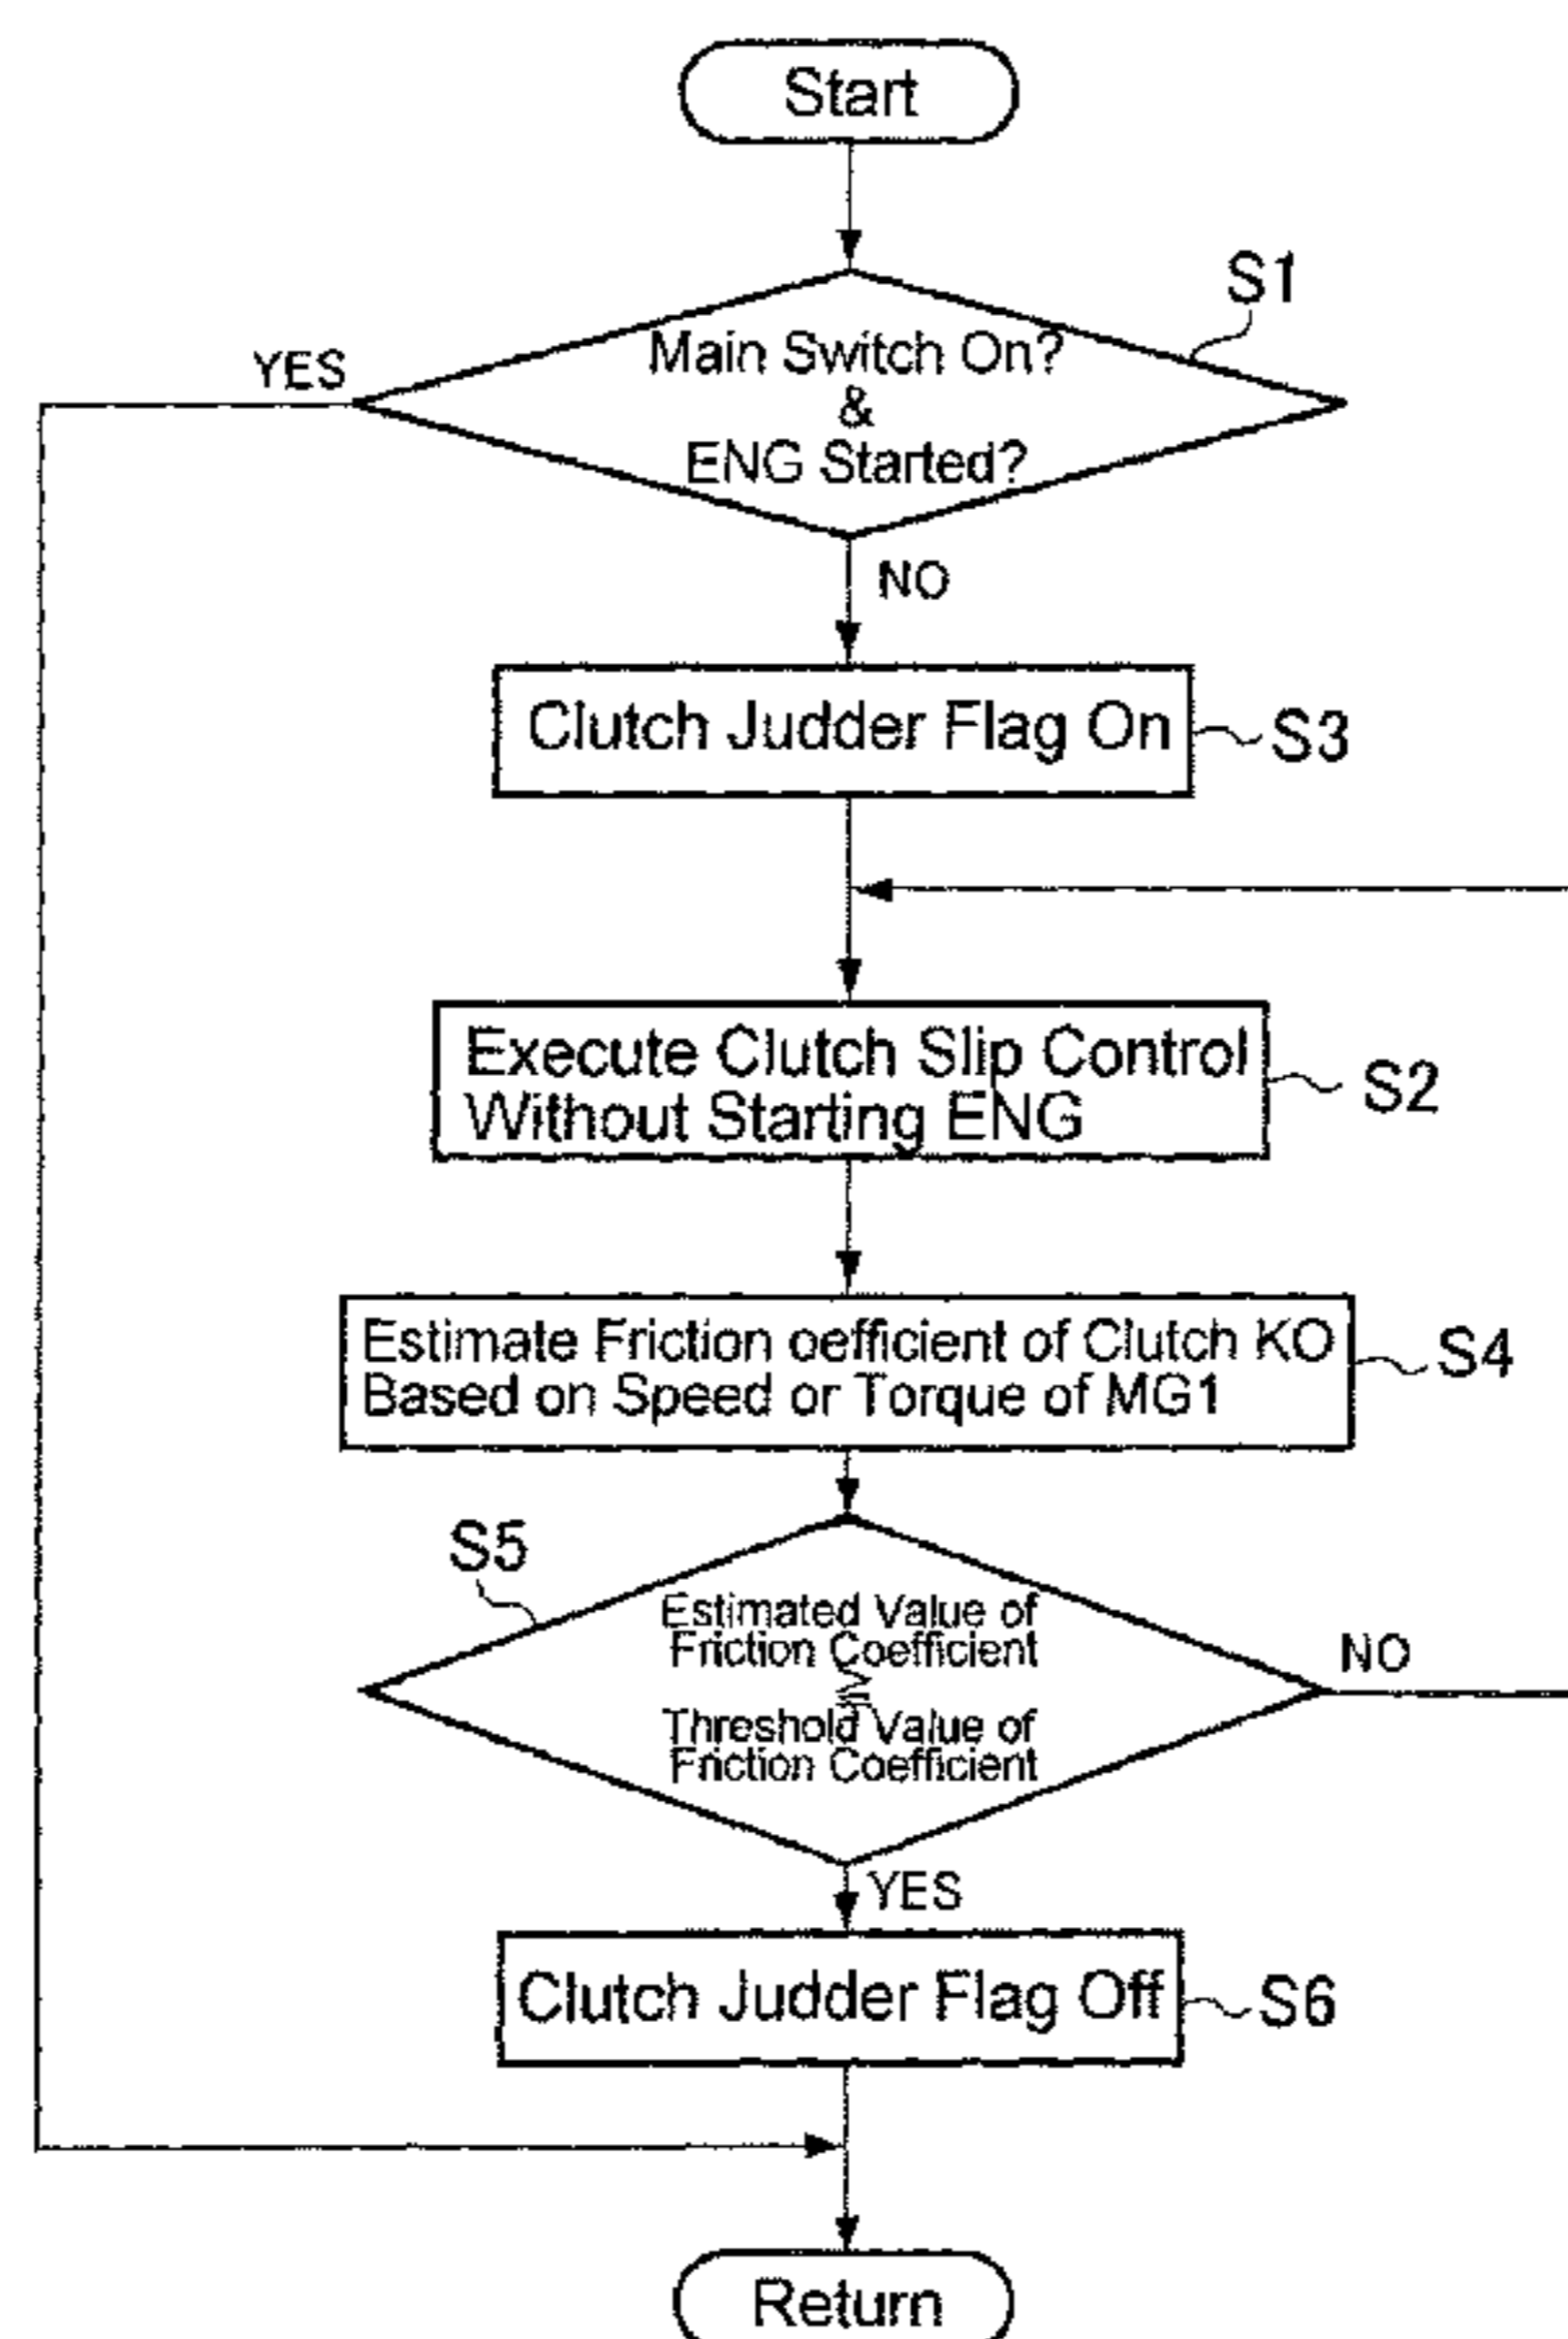 Start
S1
YES
Main Switch On?
&
ENG Started?
NO
Clutch Judder Flag On
S3
Execute Clutch Slip Control
Without Starting ENG
S2
Estimate Friction oefficient of Clutch KO
Based on Speed or Torque of MG1
S4
S5
Estimated Value of
Friction Coefficient
≧
Threshold Value of
Friction Coefficient
NO
YES
Clutch Judder Flag Off
S6
Return